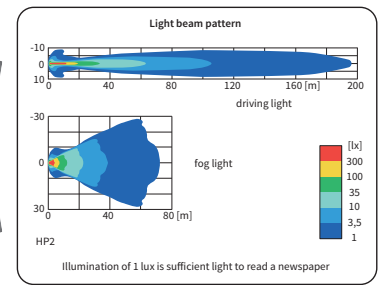 Light beam pattern
-10
0
10
0 40 80 120 160 [m] 200
driving light
-30
0
30
0 40 80 [m]
fog light
[lx]
300
100
35
10
3,5
1
HP2
Illumination of 1 lux is sufficient light to read a newspaper